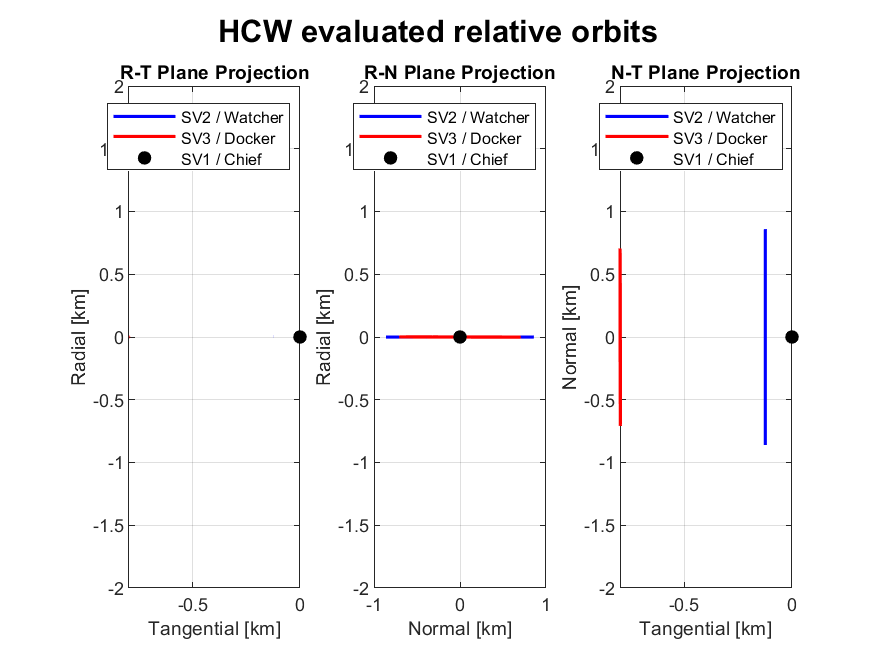 HCW evaluated relative orbits
R-T Plane Projection
R-N Plane Projection
N-T Plane Projection
SV2 / Watcher
SV3 / Docker
SV1 / Chief
SV2 / Watcher
SV3 / Docker
SV1 / Chief
SV2 / Watcher
SV3 / Docker
SV1 / Chief
2
1
1
0.5
0
-0.5
-1
-1.5
-2
Radial [km]
-0.5
0
Tangential [km]
2
1
1
0.5
0
-0.5
-1
-1.5
-2
Radial [km]
-1
0
1
Normal [km]
2
1
1
0.5
0
-0.5
-1
-1.5
-2
Normal [km]
-0.5
0
Tangential [km]